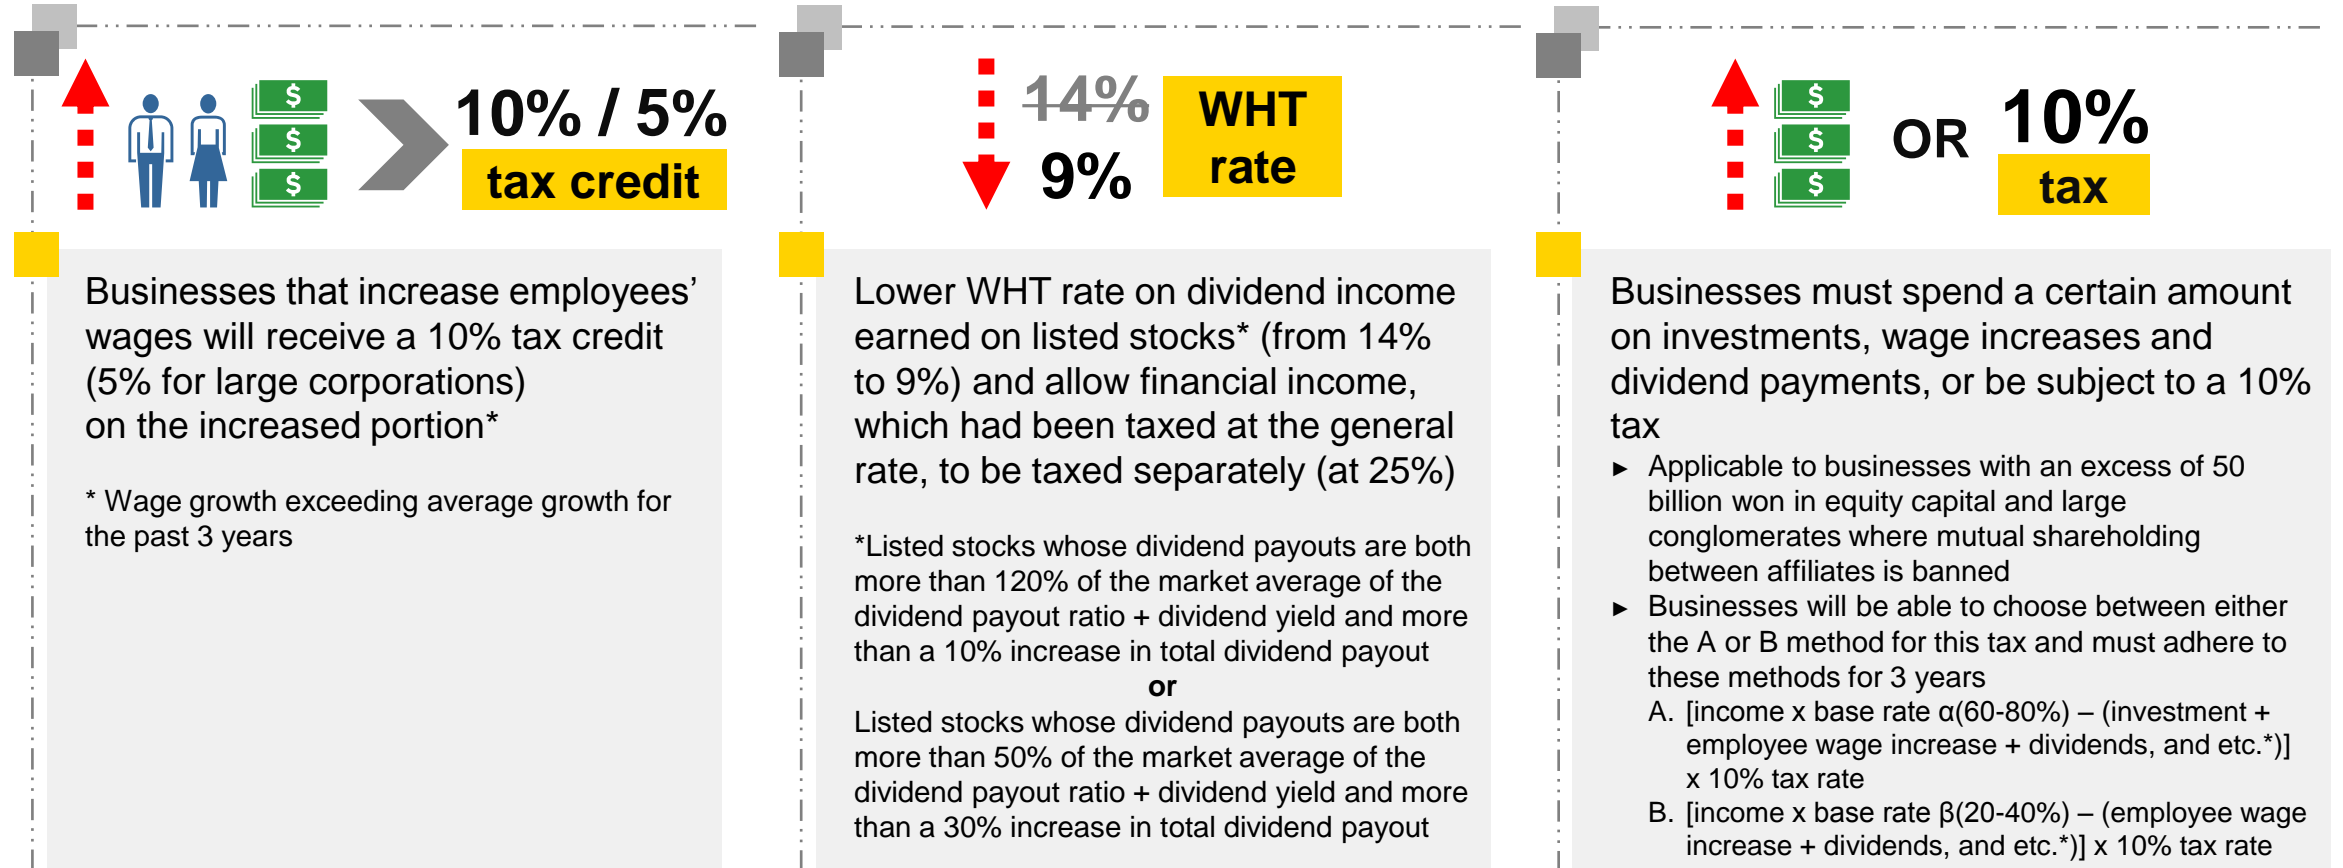 10% / 5%
tax credit
Businesses that increase employees’
wages will receive a 10% tax credit
(5% for large corporations)
on the increased portion*
* Wage growth exceeding average growth for
the past 3 years
14%
9%
WHT
rate
Lower WHT rate on dividend income
earned on listed stocks* (from 14%
to 9%) and allow financial income,
which had been taxed at the general
rate, to be taxed separately (at 25%)
*Listed stocks whose dividend payouts are both
more than 120% of the market average of the
dividend payout ratio + dividend yield and more
than a 10% increase in total dividend payout
or
Listed stocks whose dividend payouts are both
more than 50% of the market average of the
dividend payout ratio + dividend yield and more
than a 30% increase in total dividend payout
OR
10%
tax
Businesses must spend a certain amount
on investments, wage increases and
dividend payments, or be subject to a 10%
tax
► Applicable to businesses with an excess of 50
billion won in equity capital and large
conglomerates where mutual shareholding
between affiliates is banned
► Businesses will be able to choose between either
the A or B method for this tax and must adhere to
these methods for 3 years
A. [income x base rate α(60-80%) – (investment +
employee wage increase + dividends, and etc.*)]
x 10% tax rate
B. [income x base rate β(20-40%) – (employee wage
increase + dividends, and etc.*)] x 10% tax rate
$
$
$
$
$
$